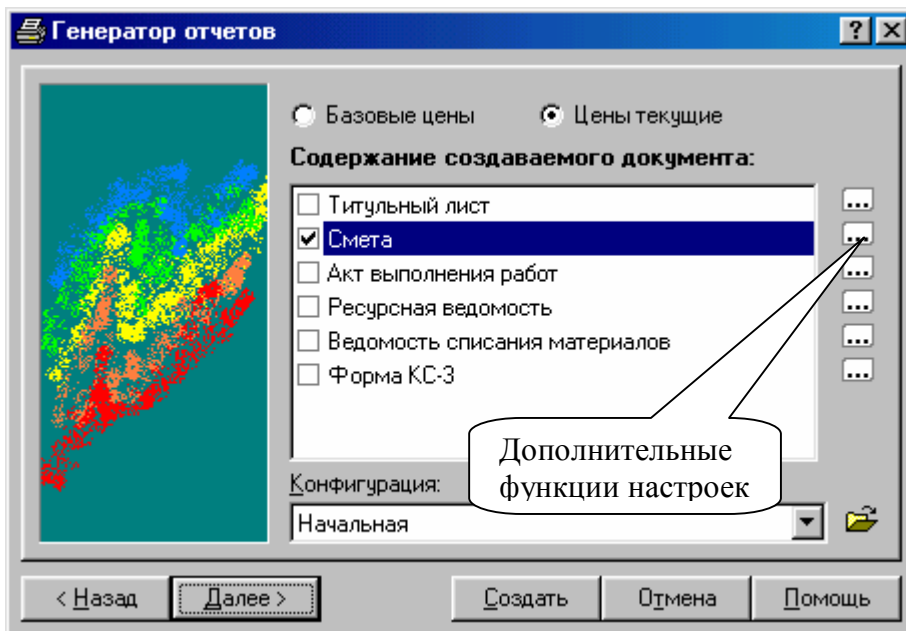 Генератор отчетов
Базовые цены
Цены текущие
Содержание создаваемого документа:
Титульный лист
...
Смета
...
Акт выполнения работ
...
Ресурсная ведомость
...
Ведомость списания материалов
...
Форма КС-3
...
Дополнительные
функции настроек
Конфигурация:
Начальная
< Назад
Далее >
Создать
Отмена
Помощь